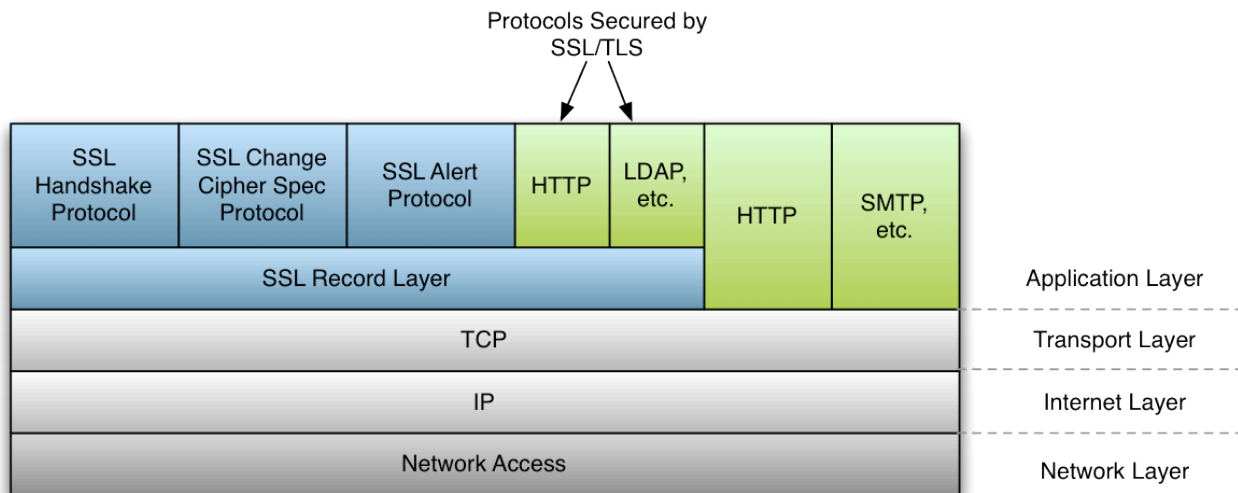 Protocols Secured by
SSL/TLS
SSL
Handshake
Protocol
SSL Change
Cipher Spec
Protocol
SSL Alert
Protocol
HTTP
LDAP,
etc.
HTTP
SMTP,
etc.
SSL Record Layer
Application Layer
TCP
Transport Layer
IP
Internet Layer
Network Access
Network Layer